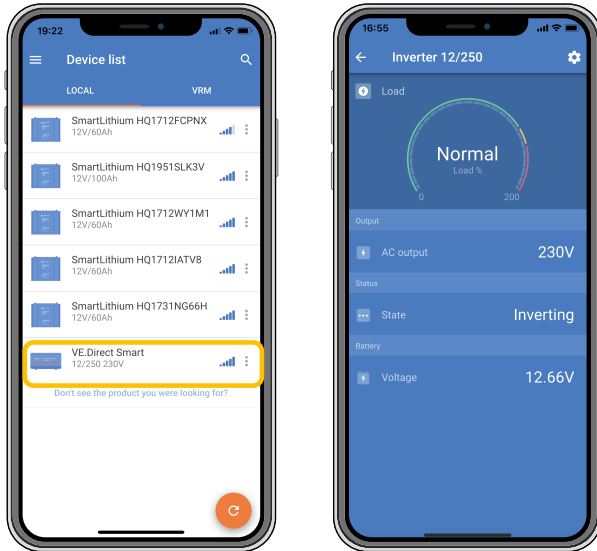 19:22
Device list
LOCAL VRM
SmartLithium HQ1712FCPNX
12V/60Ah
SmartLithium HQ1951SLK3V
12V/100Ah
SmartLithium HQ1712WY1M1
12V/60Ah
SmartLithium HQ1712IATV8
12V/60Ah
SmartLithium HQ1731NG66H
12V/60Ah
VE.Direct Smart
12/250 230V
Don't see the product you were looking for?
16:55
Inverter 12/250
Load
Normal
Load %
0 200
Output
AC output 230V
Status
State Inverting
Battery
Voltage 12.66V